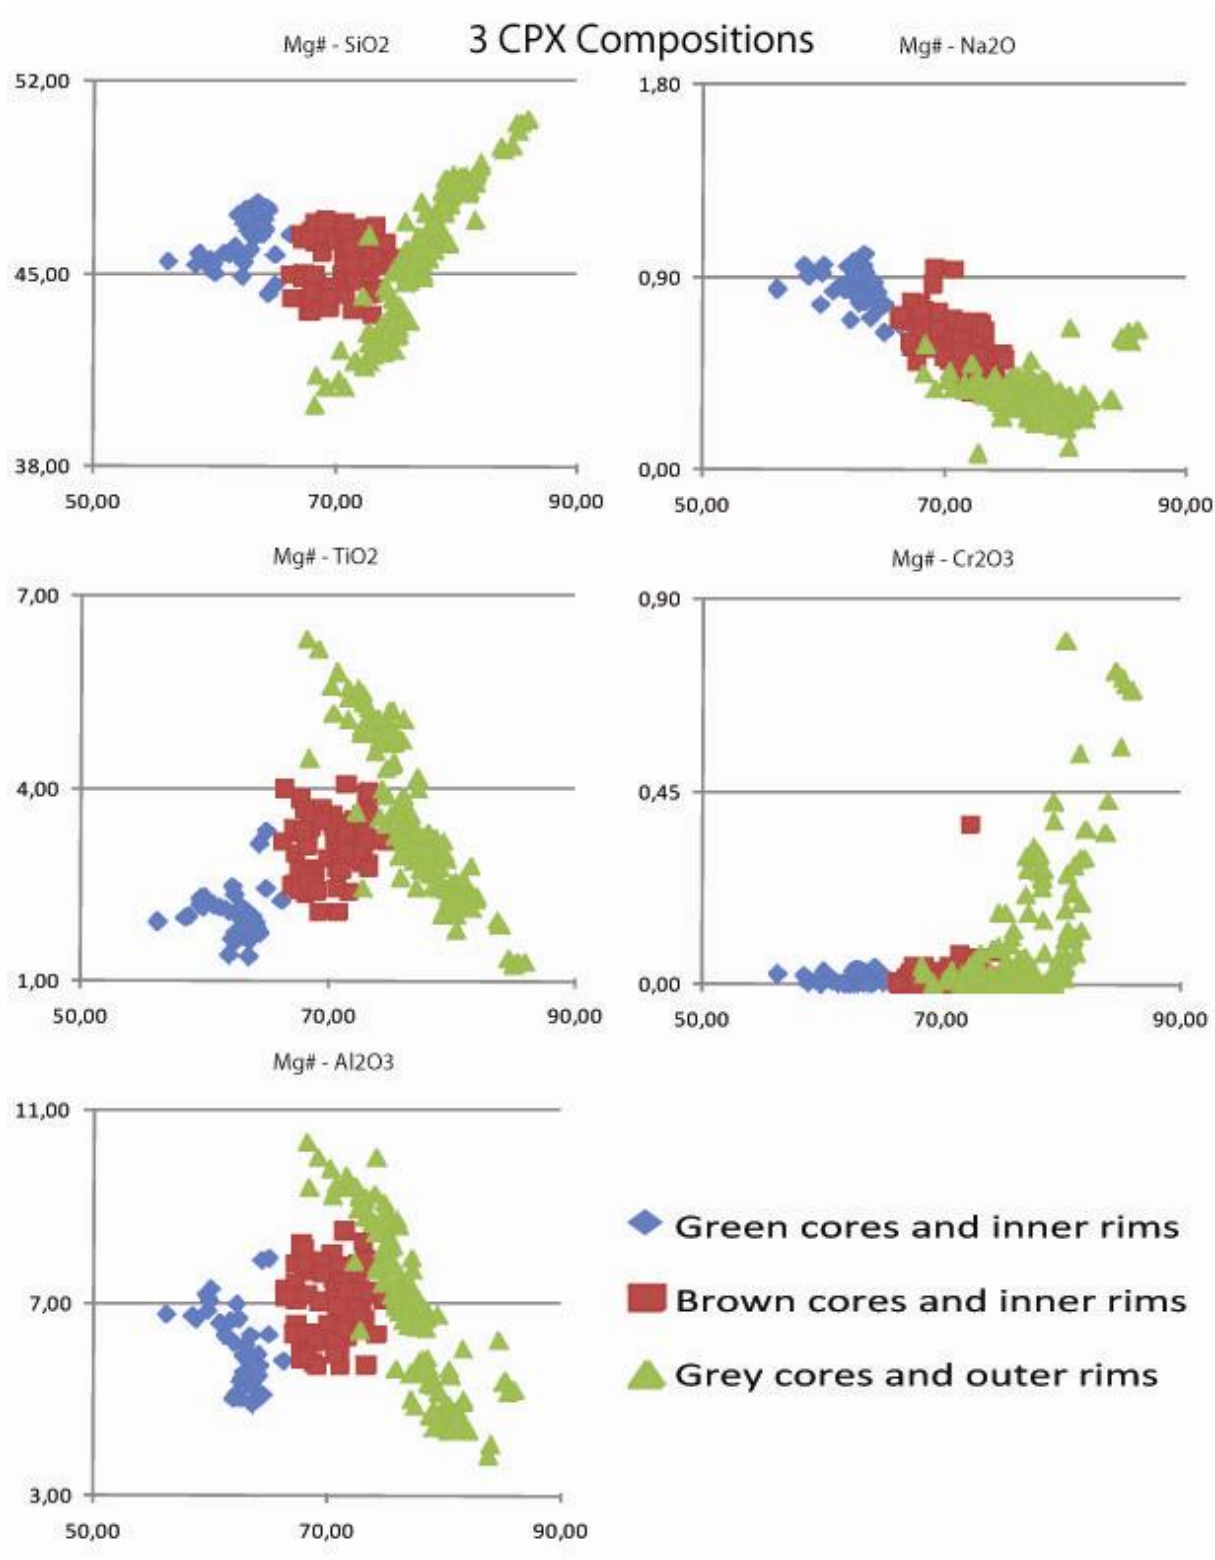 3 CPX Compositions
Mg# - SiO2
52,00
45,00
38,00
50,00 70,00 90,00
Mg# - Na2O
1,80
0,90
0,00
50,00 70,00 90,00
Mg# - TiO2
7,00
4,00
1,00
50,00 70,00 90,00
Mg# - Cr2O3
0,90
0,45
0,00
50,00 70,00 90,00
Mg# - Al2O3
11,00
7,00
3,00
50,00 70,00 90,00
Green cores and inner rims
Brown cores and inner rims
Grey cores and outer rims